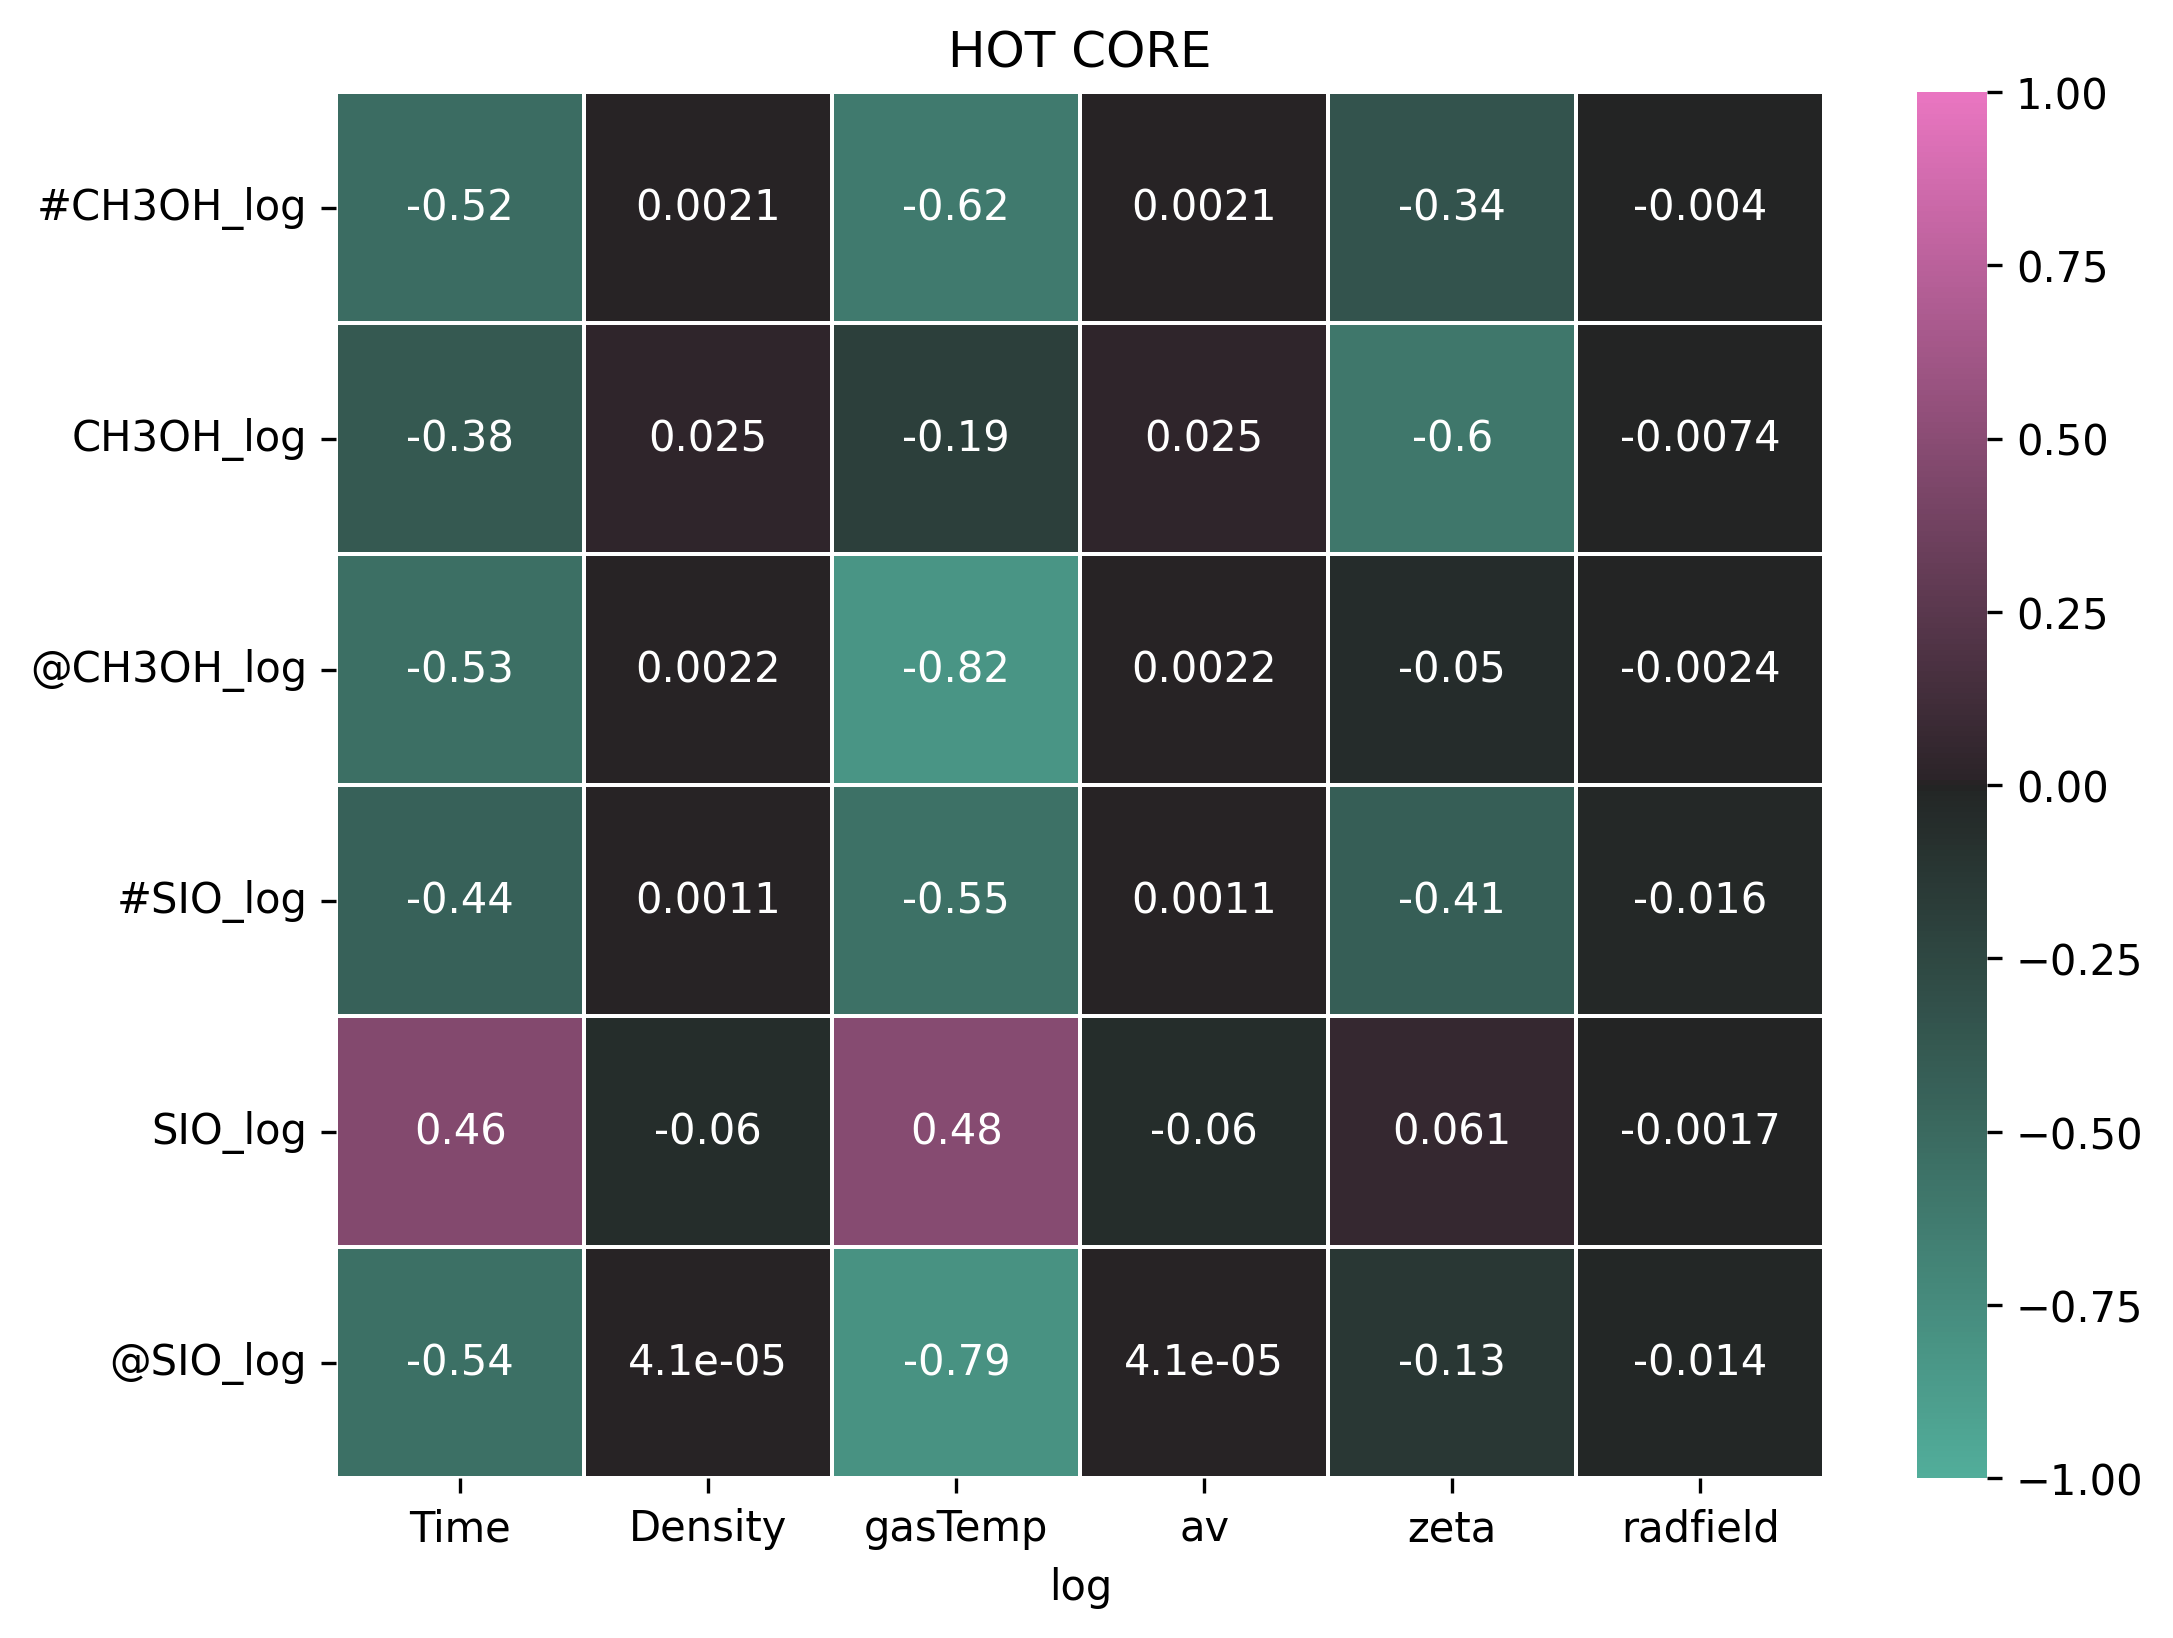 HOT CORE
#CH3OH_log -0.52 0.0021 -0.62 0.0021 -0.34 -0.004
CH3OH_log -0.38 0.025 -0.19 0.025 -0.6 -0.0074
@CH3OH_log -0.53 0.0022 -0.82 0.0022 -0.05 -0.0024
#SIO_log -0.44 0.0011 -0.55 0.0011 -0.41 -0.016
SIO_log 0.46 -0.06 0.48 -0.06 0.061 -0.0017
@SIO_log -0.54 4.1e-05 -0.79 4.1e-05 -0.13 -0.014
Time Density gasTemp av zeta radfield
log
1.00
0.75
0.50
0.25
0.00
−0.25
−0.50
−0.75
−1.00